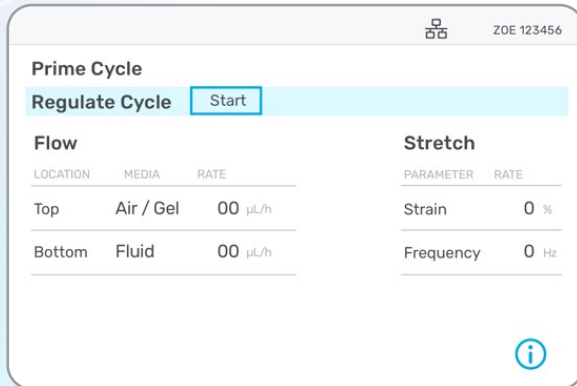 ZOE 123456
Prime Cycle
Regulate Cycle Start
Flow
LOCATION MEDIA RATE
Top Air / Gel 00 µL/h
Bottom Fluid 00 µL/h
Stretch
PARAMETER RATE
Strain 0 %
Frequency 0 Hz